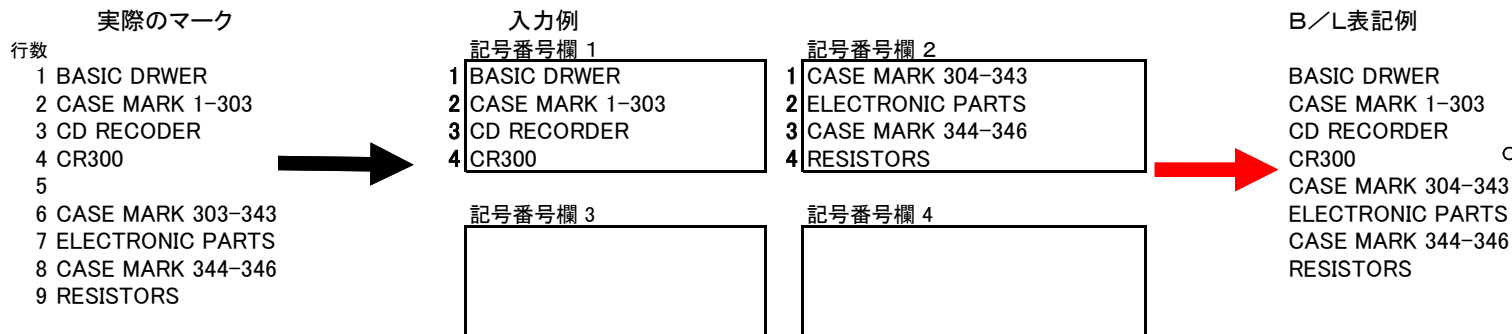 実際のマーク
行数
1 BASIC DRWER
2 CASE MARK 1-303
3 CD RECODER
4 CR300
5
6 CASE MARK 303-343
7 ELECTRONIC PARTS
8 CASE MARK 344-346
9 RESISTORS
入力例
記号番号欄 1
1 BASIC DRWER
2 CASE MARK 1-303
3 CD RECORDER
4 CR300
記号番号欄 2
1 CASE MARK 304-343
2 ELECTRONIC PARTS
3 CASE MARK 344-346
4 RESISTORS
記号番号欄 3
記号番号欄 4
B/L表記例
BASIC DRWER
CASE MARK 1-303
CD RECORDER
CR300
CASE MARK 304-343
ELECTRONIC PARTS
CASE MARK 344-346
RESISTORS